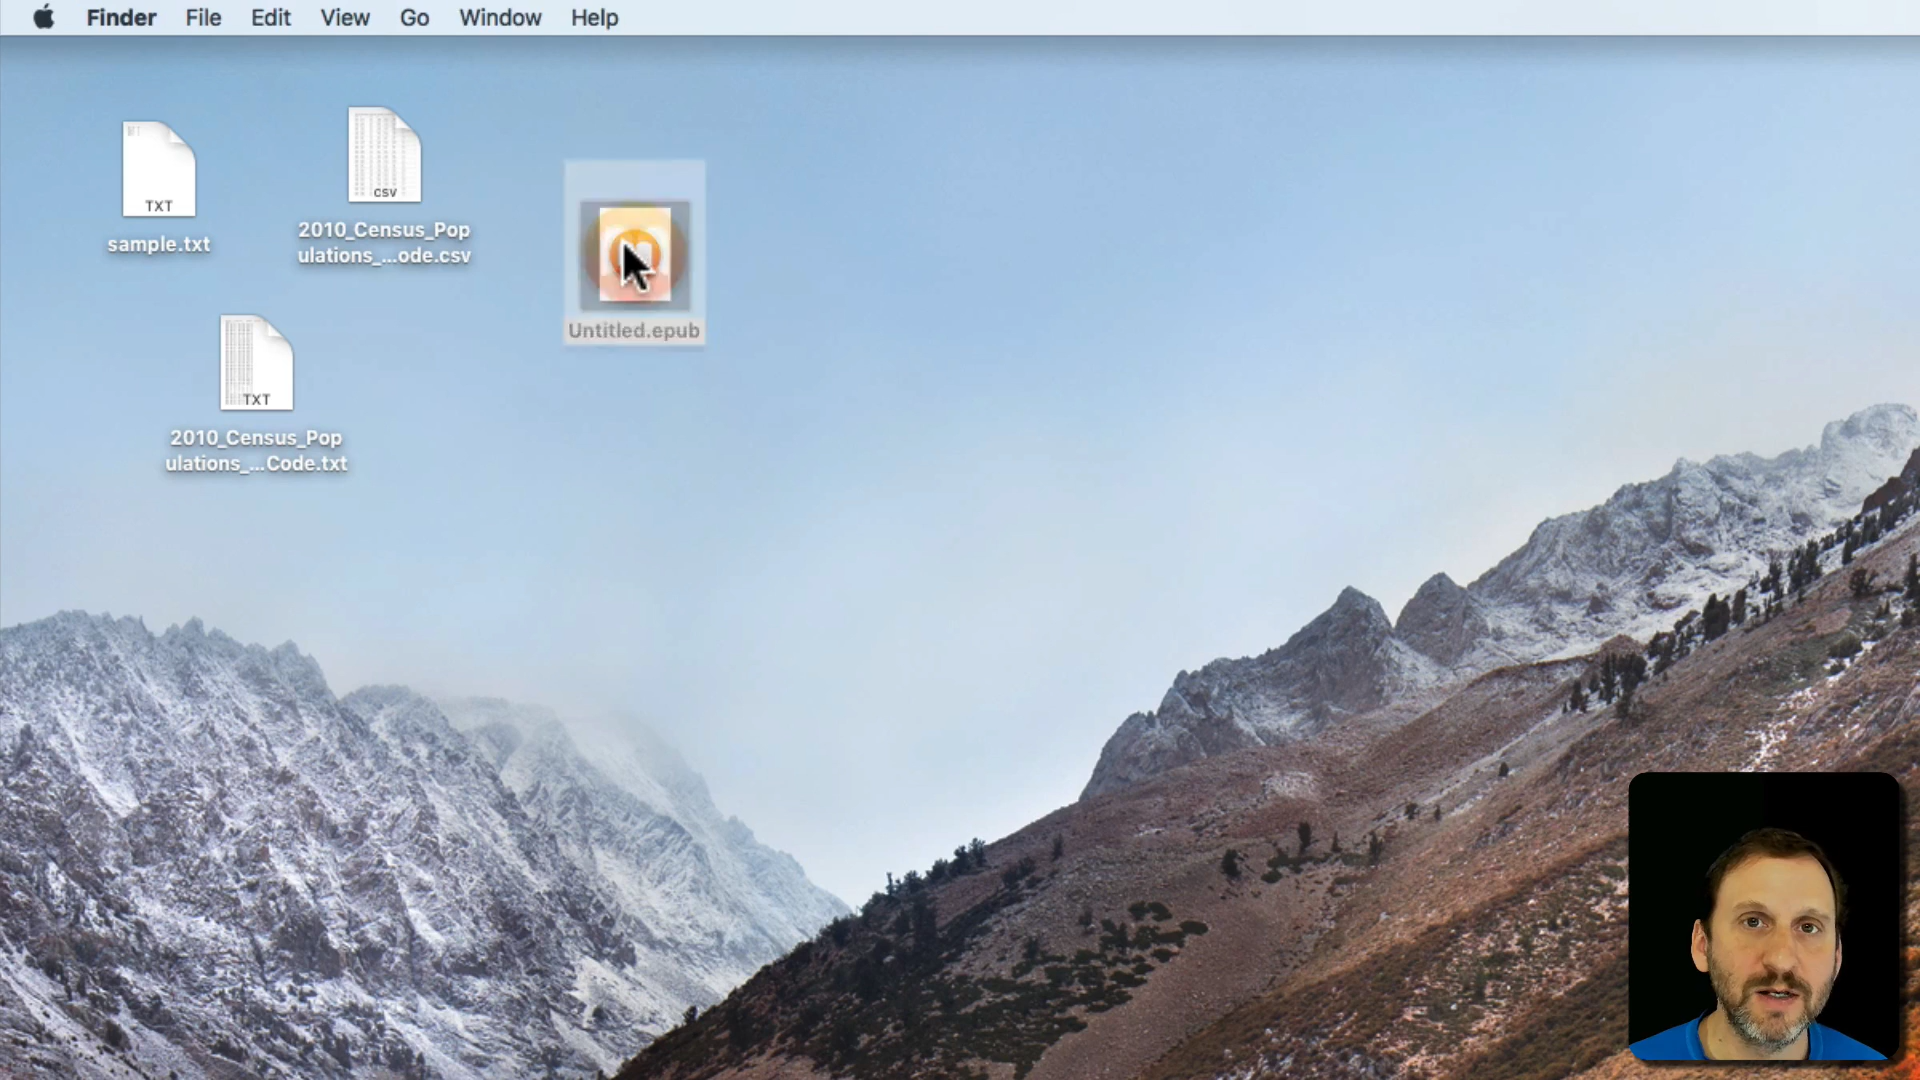 Finder File Edit View Go Window Help
TXT
sample.txt
CSV
2010_Census_Pop
ulations_...ode.csv
Untitled.epub
TXT
2010_Census_Pop
ulations_...Code.txt